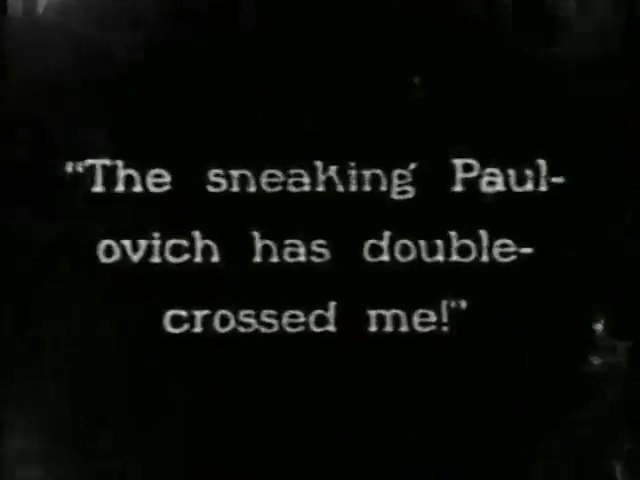 "The sneaking Paul-
ovich has double-
crossed me!"